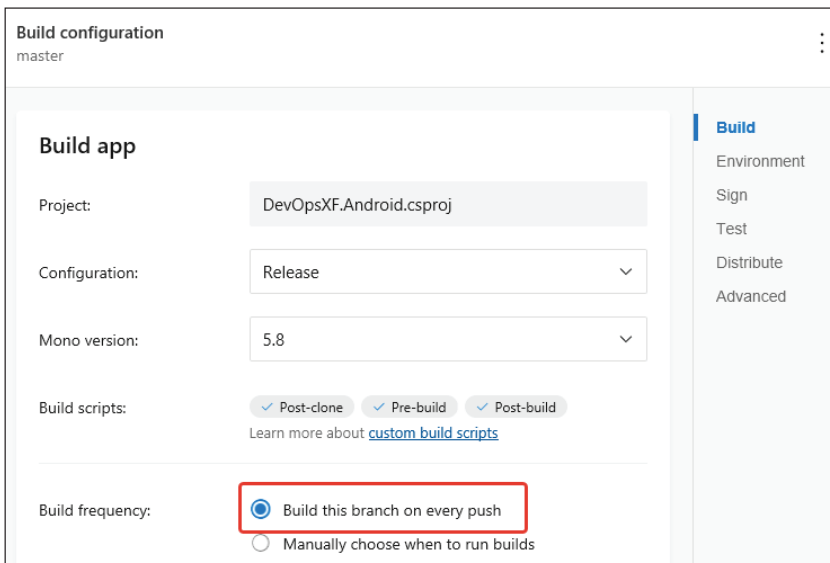 Build configuration
master
Build app
Project:
DevOpsXF.Android.csproj
Configuration:
Release
Mono version:
5.8
Build scripts:
Post-clone Pre-build Post-build
Learn more about custom build scripts
Build frequency:
Build this branch on every push
Manually choose when to run builds
Build
Environment
Sign
Test
Distribute
Advanced